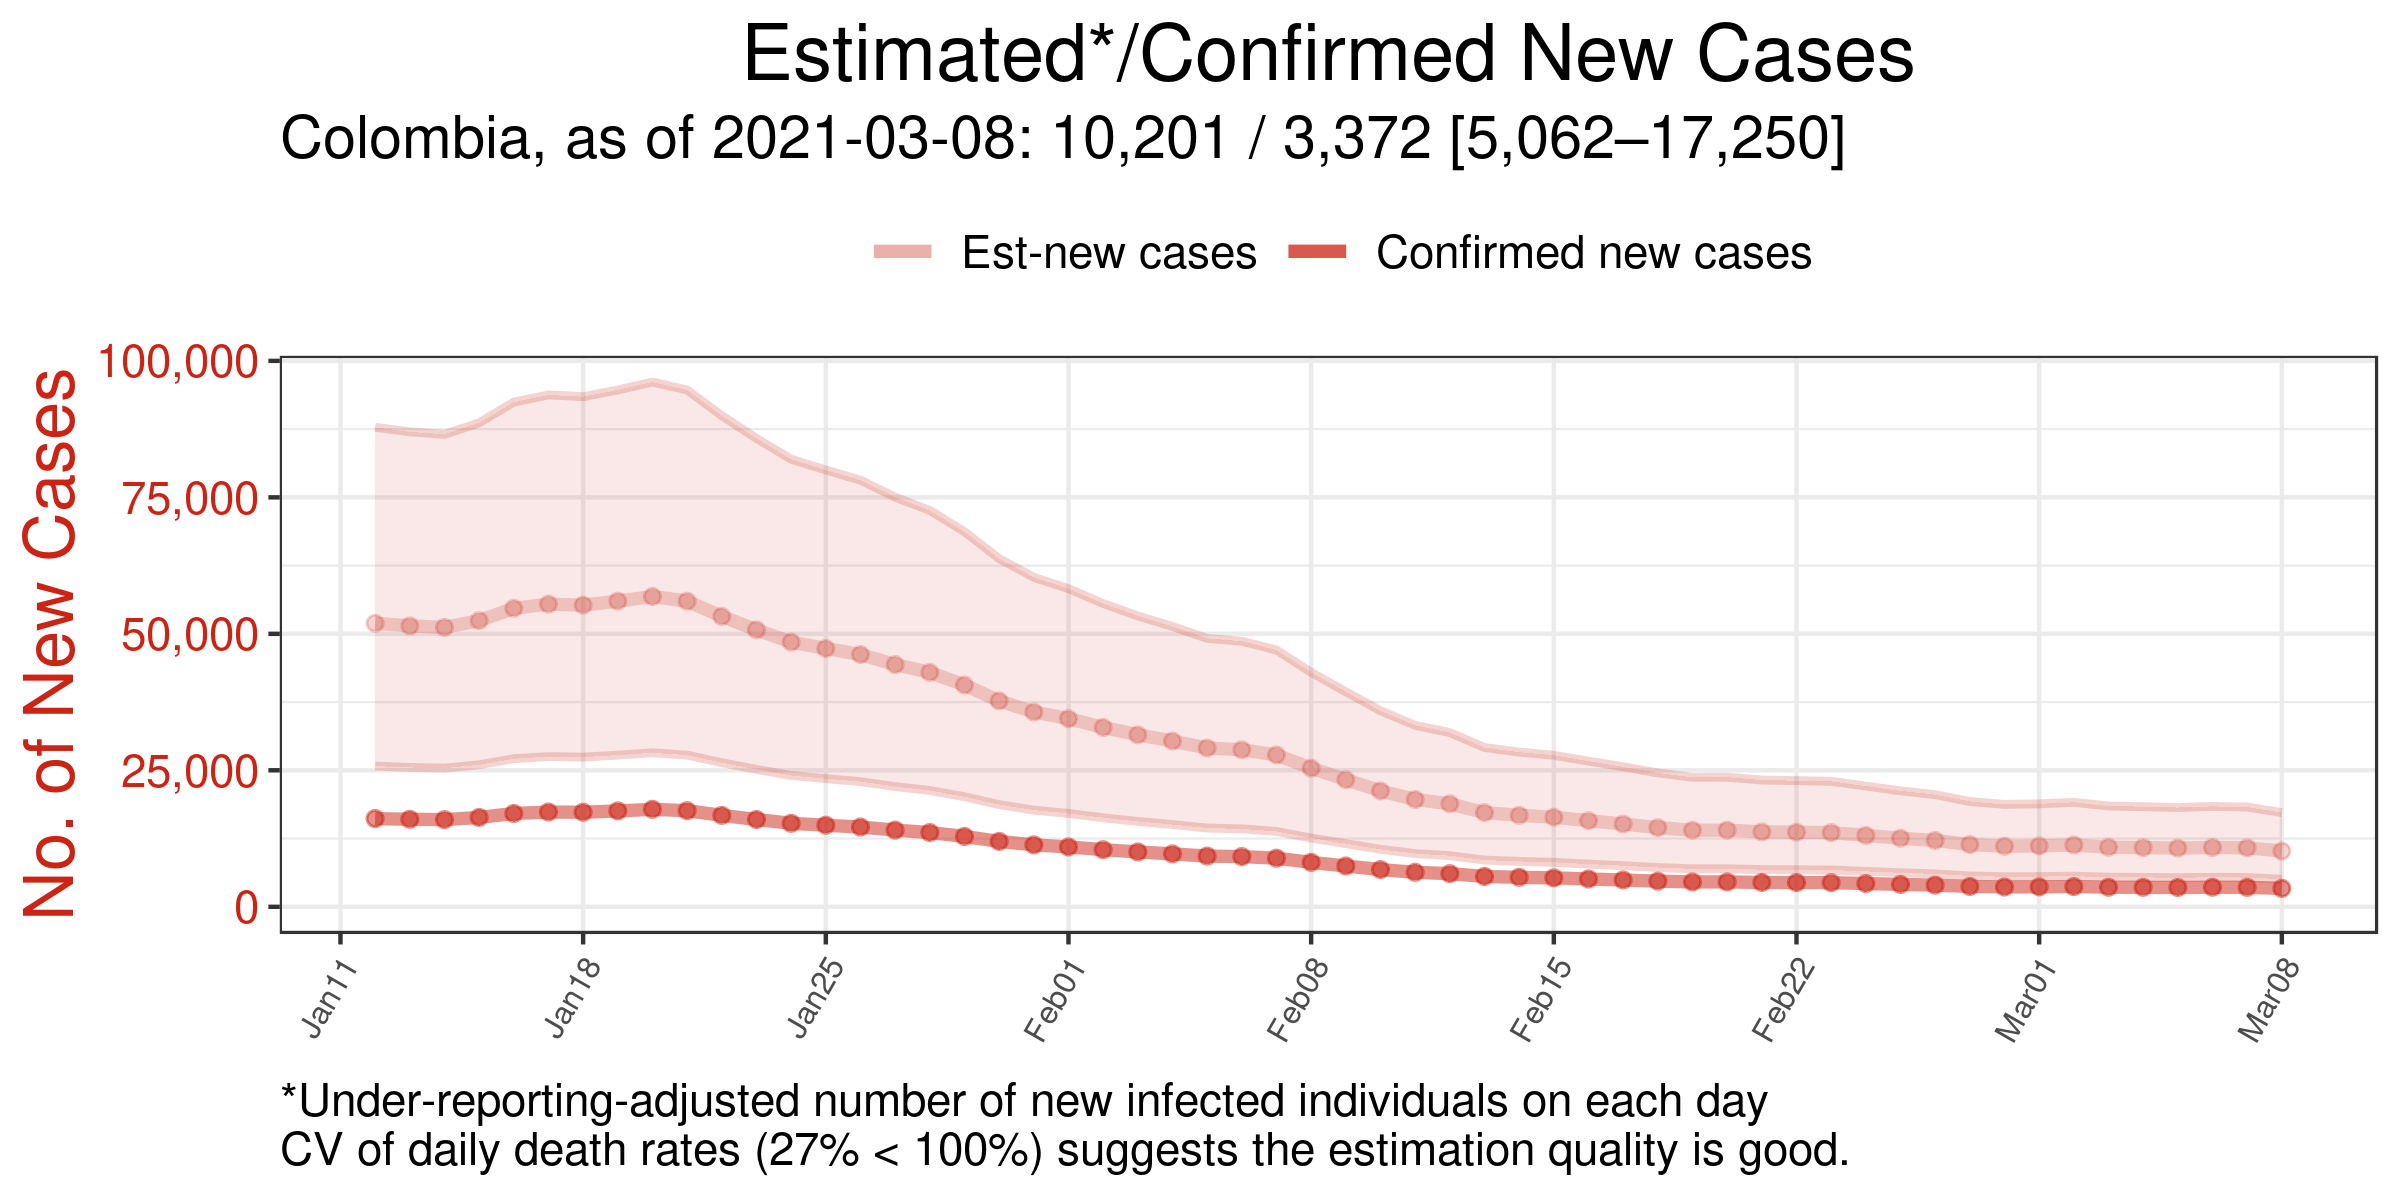 Estimated*/Confirmed New Cases
Colombia, as of 2021-03-08: 10,201 / 3,372 [5,062–17,250]
Est-new cases Confirmed new cases
No. of New Cases
100,000
75,000
50,000
25,000
0
Jan11 Jan18 Jan25 Feb01 Feb08 Feb15 Feb22 Mar01 Mar08
*Under-reporting-adjusted number of new infected individuals on each day
CV of daily death rates (27% < 100%) suggests the estimation quality is good.